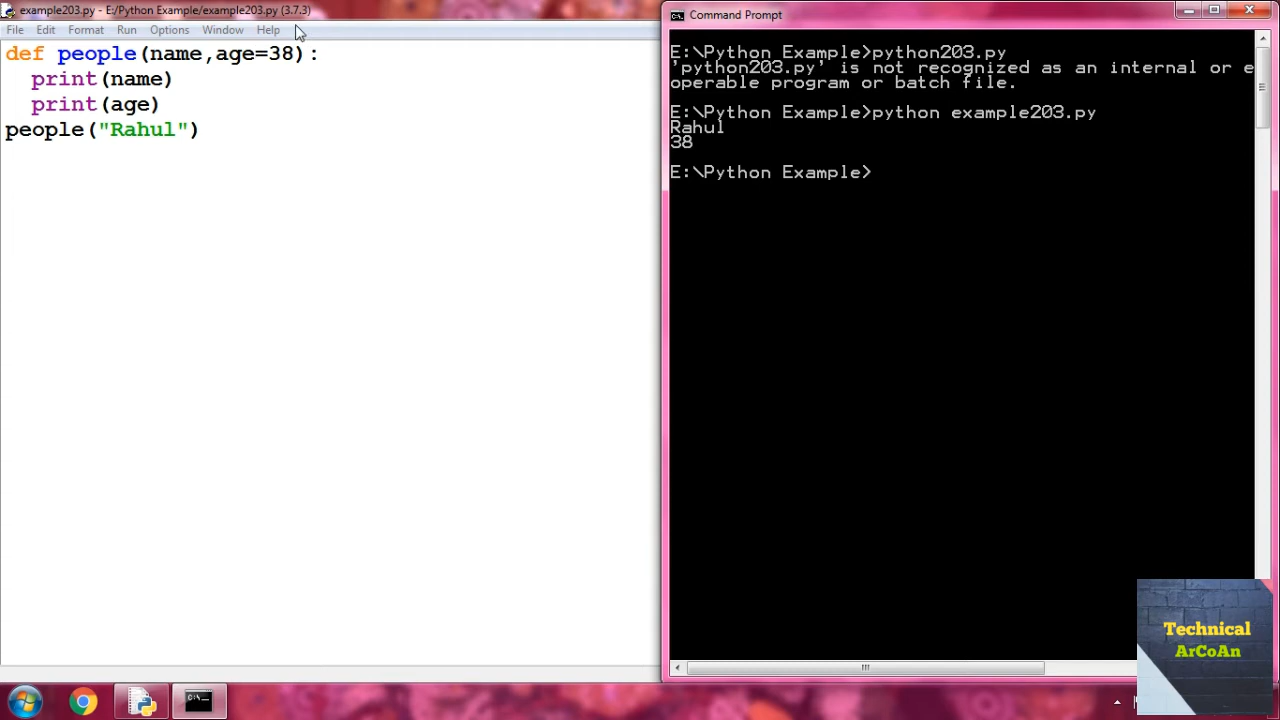 example203.py - E:/Python Example/example203.py (3.7.3)
File Edit Format Run Options Window Help
def people(name,age=38):
print(name)
print(age)
people("Rahul")
Command Prompt
E:\Python Example>python203.py
'python203.py' is not recognized as an internal or e
operable program or batch file.
E:\Python Example>python example203.py
Rahul
38
E:\Python Example>
Technical
ArCoAn